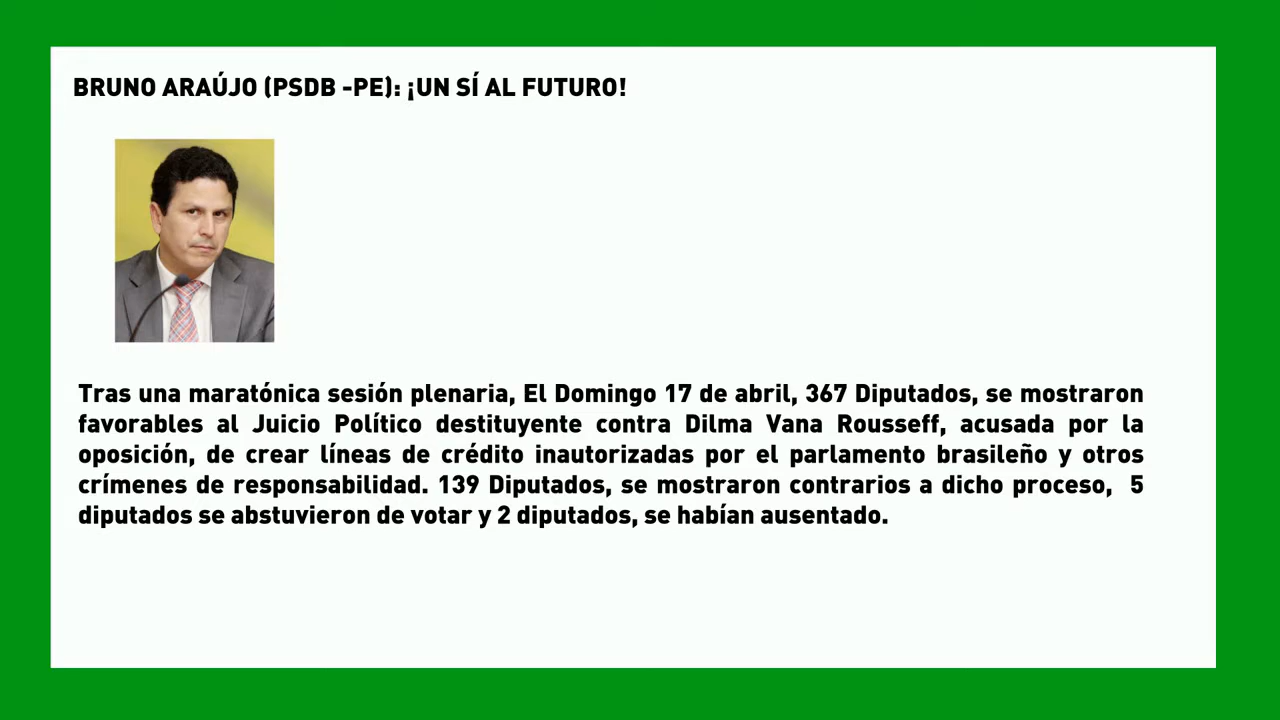 BRUNO ARAÚJO (PSDB -PE): ¡UN SÍ AL FUTURO!
Tras una maratónica sesión plenaria, El Domingo 17 de abril, 367 Diputados, se mostraron
favorables al Juicio Político destituyente contra Dilma Vana Rousseff, acusada por la
oposición, de crear líneas de crédito inautorizadas por el parlamento brasileño y otros
crímenes de responsabilidad. 139 Diputados, se mostraron contrarios a dicho proceso,  5
diputados se abstuvieron de votar y 2 diputados, se habían ausentado.